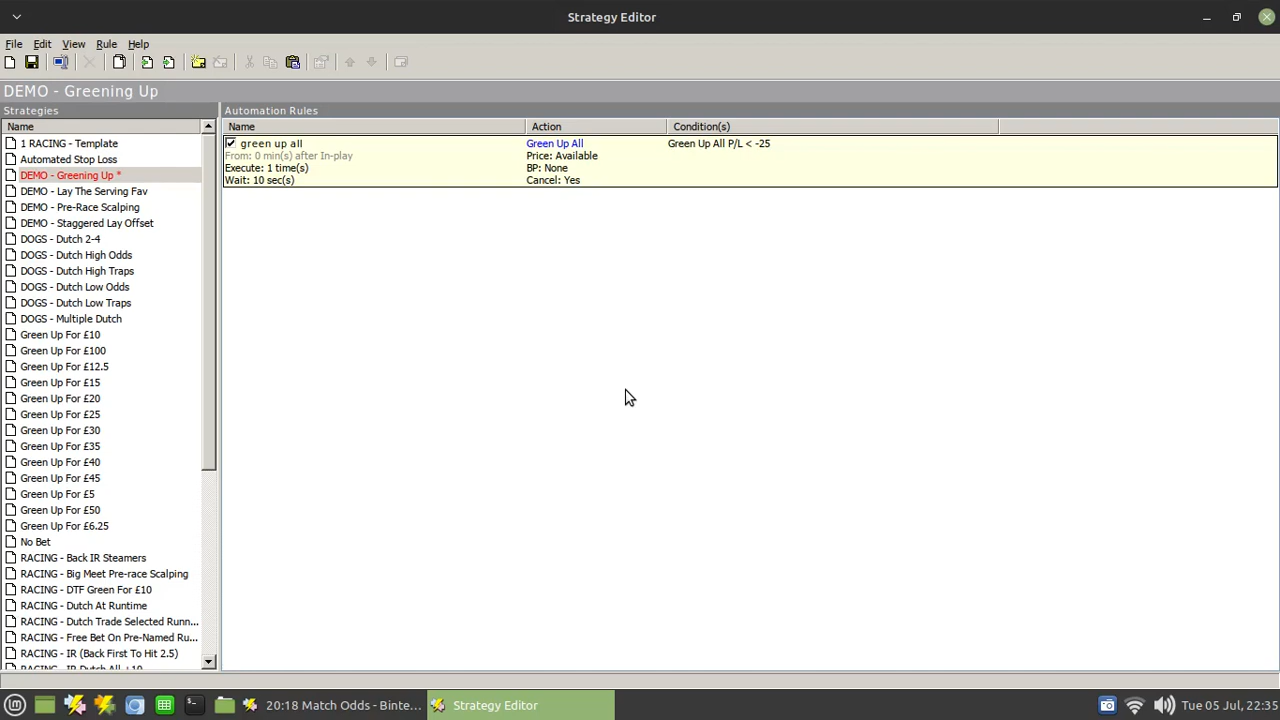 Strategy Editor
File Edit View Rule Help
DEMO - Greening Up
Strategies
Name
1 RACING - Template
Automated Stop Loss
DEMO - Greening Up *
DEMO - Lay The Serving Fav
DEMO - Pre-Race Scalping
DEMO - Staggered Lay Offset
DOGS - Dutch 2-4
DOGS - Dutch High Odds
DOGS - Dutch High Traps
DOGS - Dutch Low Odds
DOGS - Dutch Low Traps
DOGS - Multiple Dutch
Green Up For £10
Green Up For £100
Green Up For £12.5
Green Up For £15
Green Up For £20
Green Up For £25
Green Up For £30
Green Up For £35
Green Up For £40
Green Up For £45
Green Up For £5
Green Up For £50
Green Up For £6.25
No Bet
RACING - Back IR Steamers
RACING - Big Meet Pre-race Scalping
RACING - DTF Green For £10
RACING - Dutch At Runtime
RACING - Dutch Trade Selected Runn...
RACING - Free Bet On Pre-Named Ru...
RACING - IR (Back First To Hit 2.5)
RACING - IR Dutch All +10
Automation Rules
Name Action Condition(s)
green up all Green Up All Green Up All P/L < -25
From: 0 min(s) after In-play Price: Available
Execute: 1 time(s) BP: None
Wait: 10 sec(s) Cancel: Yes
20:18 Match Odds - Binte... Strategy Editor Tue 05 Jul, 22:35